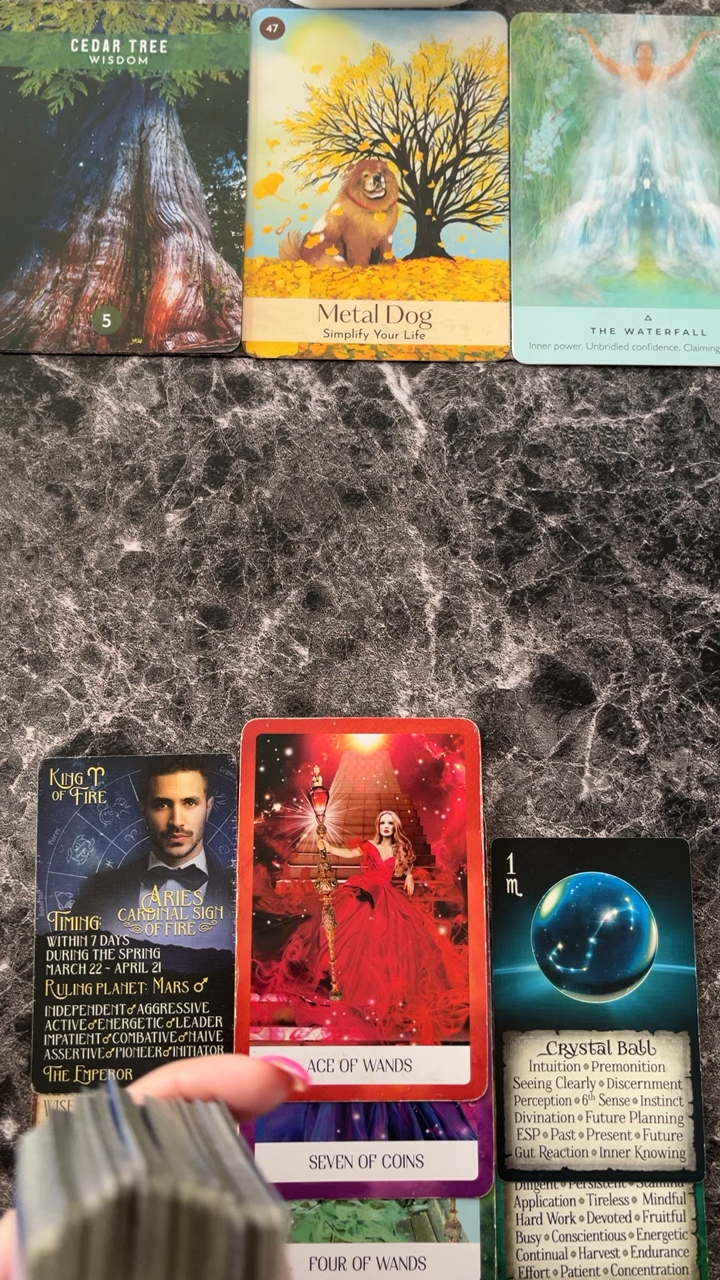 CEDAR TREE
WISDOM
5
47
Metal Dog
Simplify Your Life
THE WATERFALL
Inner power. Unbridled confidence. Claiming
KING ♈
OF FIRE
ARIES
CARDINAL SIGN
OF FIRE
TIMING:
WITHIN 7 DAYS
DURING THE SPRING
MARCH 22 ~ APRIL 21
RULING PLANET: MARS ♂
INDEPENDENT♂AGGRESSIVE
ACTIVE♂ENERGETIC♂LEADER
IMPATIENT♂COMBATIVE♂NAIVE
ASSERTIVE♂PIONEER♂INITIATOR
THE EMPEROR
WISE
ACE OF WANDS
SEVEN OF COINS
FOUR OF WANDS
1
♏
Crystal Ball
Intuition • Premonition
Seeing Clearly • Discernment
Perception • 6th Sense • Instinct
Divination • Future Planning
ESP • Past • Present • Future
Gut Reaction • Inner Knowing
Diligent • Persistent • Stamina
Application • Tireless • Mindful
Hard Work • Devoted • Fruitful
Busy • Conscientious • Energetic
Continual • Harvest • Endurance
Effort • Patient • Concentration